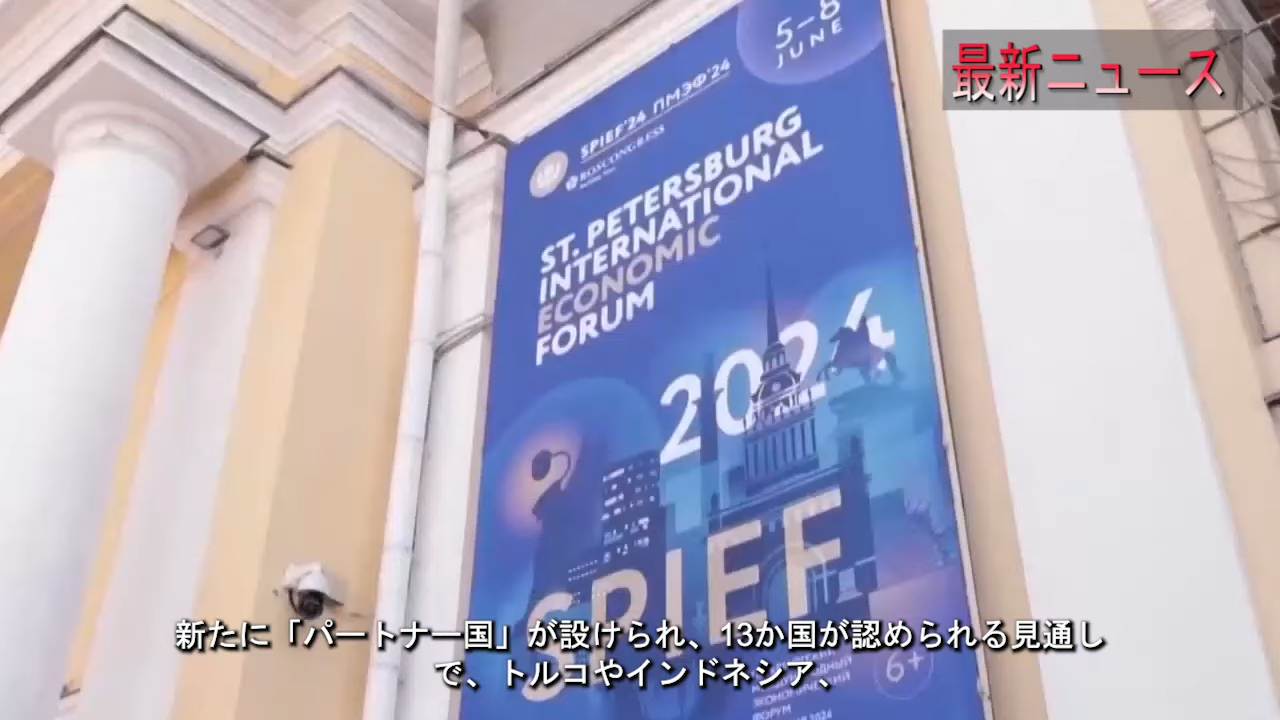 最新ニュース
5–8
JUNE
SPIEF'24 ПМЭФ'24
ROSCONGRESS
ST. PETERSBURG
INTERNATIONAL
ECONOMIC
FORUM
2024
SPIEF
6+
ЭКОНОМИЧЕСКИЙ
ФОРУМ
新たに「パートナー国」が設けられ、13か国が認められる見通し
で、トルコやインドネシア、